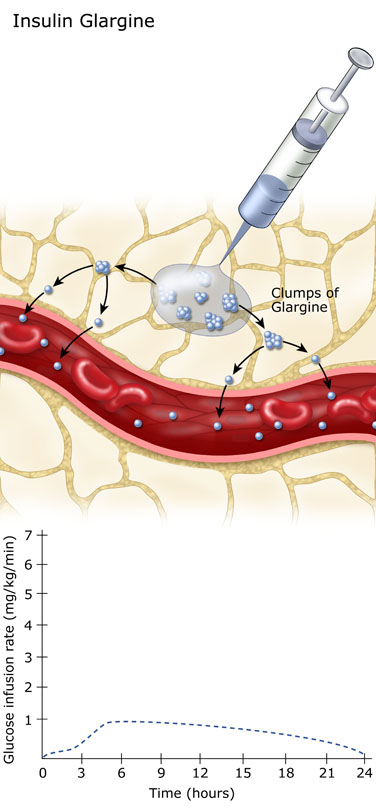 Insulin Glargine
Clumps of
Glargine
Glucose infusion rate (mg/kg/min)
7
6
5
4
3
2
1
0 3 6 9 12 15 18 21 24
Time (hours)